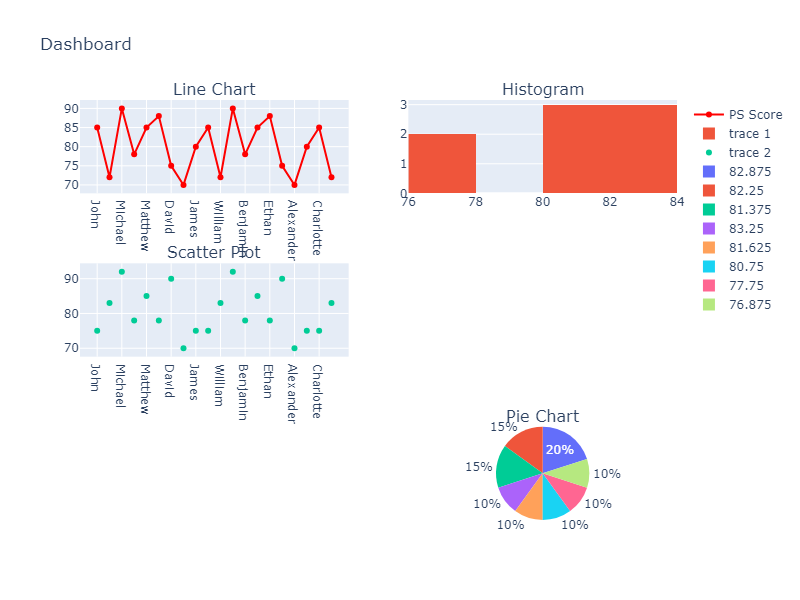 Dashboard
Line Chart
90
85
80
75
70
John
Michael
Matthew
David
James
William
Benjamin
Ethan
Alexander
Charlotte
Histogram
3
2
1
0
76
78
80
82
84
PS Score
trace 1
trace 2
82.875
82.25
81.375
83.25
81.625
80.75
77.75
76.875
Scatter Plot
90
80
70
John
Michael
Matthew
David
James
William
Benjamin
Ethan
Alexander
Charlotte
Pie Chart
20%
15%
15%
10%
10%
10%
10%
10%